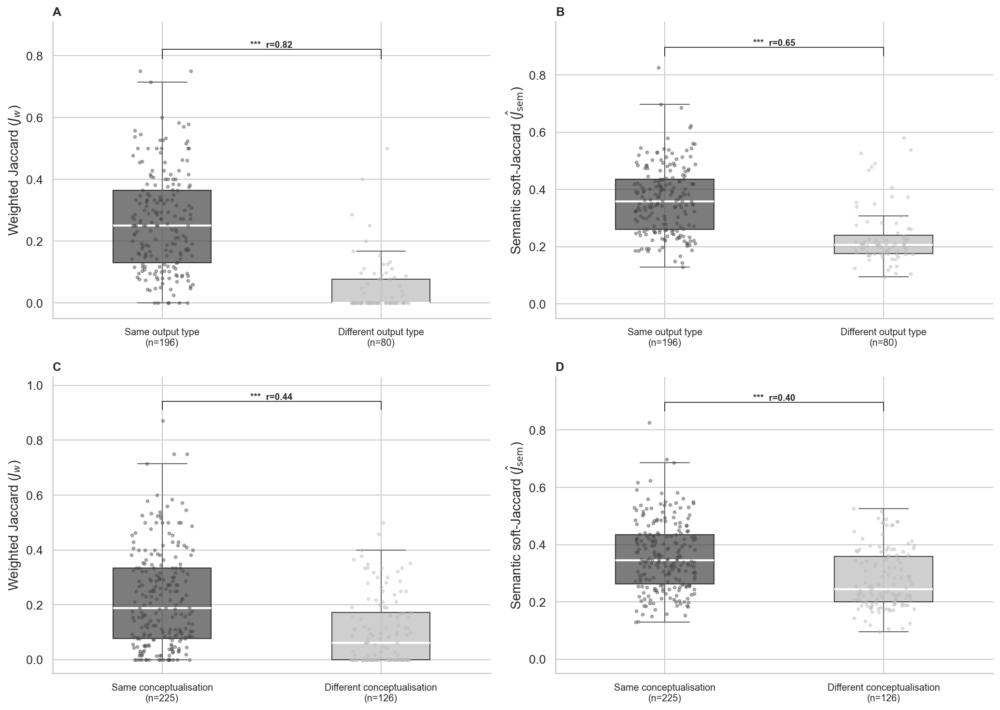 A
Weighted Jaccard (J_w)
0.8
0.6
0.4
0.2
0.0
*** r=0.82
Same output type
(n=196)
Different output type
(n=80)
B
Semantic soft-Jaccard (Ĵ_sem)
0.8
0.6
0.4
0.2
0.0
*** r=0.65
Same output type
(n=196)
Different output type
(n=80)
C
Weighted Jaccard (J_w)
1.0
0.8
0.6
0.4
0.2
0.0
*** r=0.44
Same conceptualisation
(n=225)
Different conceptualisation
(n=126)
D
Semantic soft-Jaccard (Ĵ_sem)
0.8
0.6
0.4
0.2
0.0
*** r=0.40
Same conceptualisation
(n=225)
Different conceptualisation
(n=126)